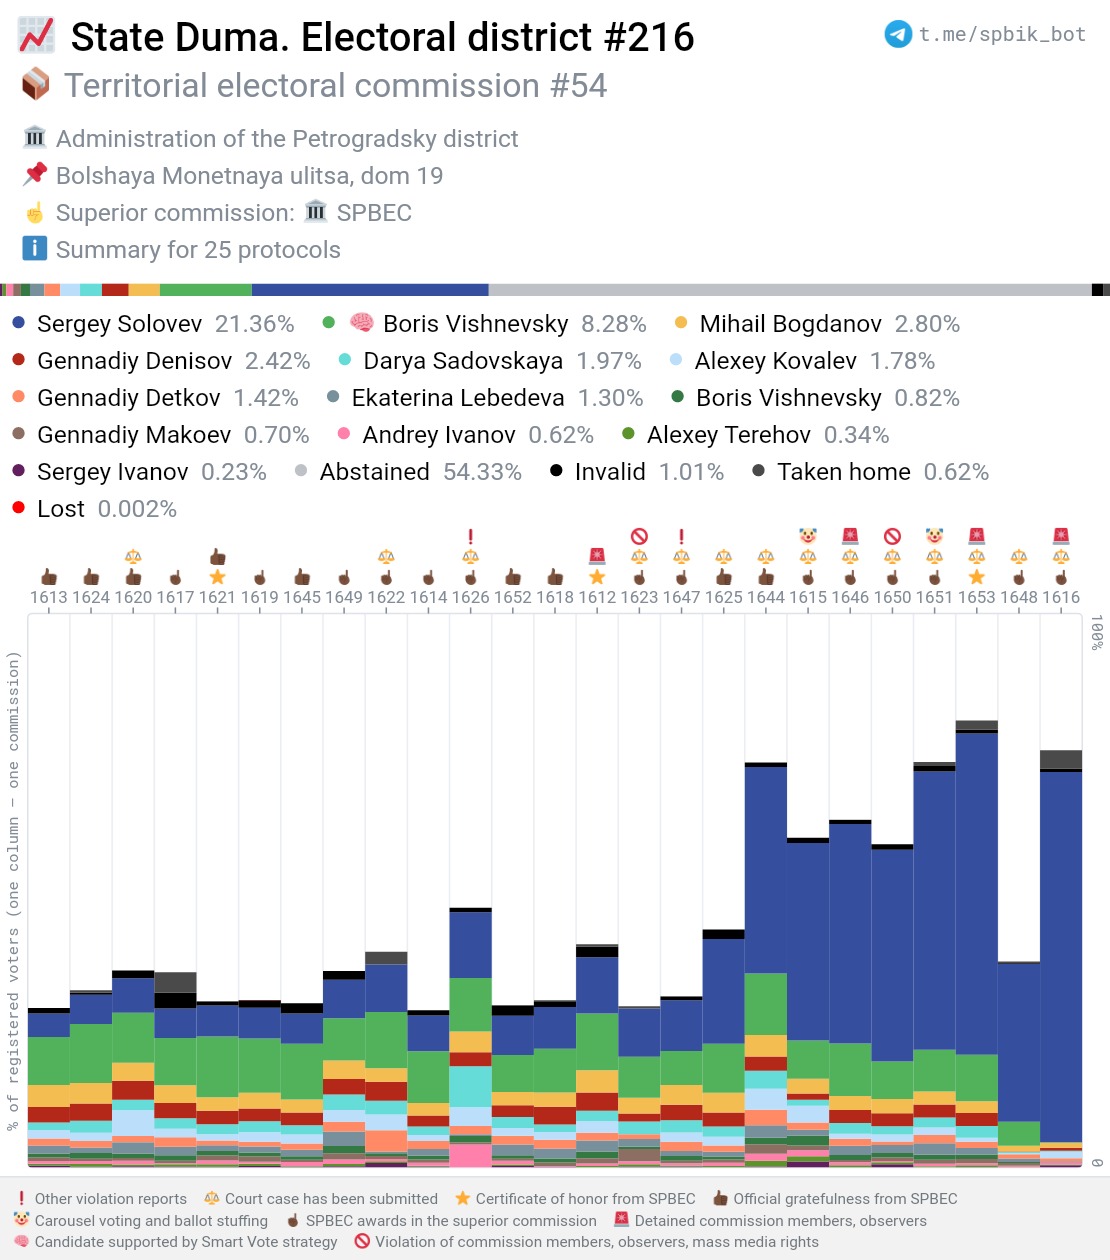 State Duma. Electoral district #216
t.me/spbik_bot
Territorial electoral commission #54
Administration of the Petrogradsky district
Bolshaya Monetnaya ulitsa, dom 19
Superior commission: SPBEC
Summary for 25 protocols
Sergey Solovev 21.36% Boris Vishnevsky 8.28% Mihail Bogdanov 2.80%
Gennadiy Denisov 2.42% Darya Sadovskaya 1.97% Alexey Kovalev 1.78%
Gennadiy Detkov 1.42% Ekaterina Lebedeva 1.30% Boris Vishnevsky 0.82%
Gennadiy Makoev 0.70% Andrey Ivanov 0.62% Alexey Terehov 0.34%
Sergey Ivanov 0.23% Abstained 54.33% Invalid 1.01% Taken home 0.62%
Lost 0.002%
1613 1624 1620 1617 1621 1619 1645 1649 1622 1614 1626 1652 1618 1612 1623 1647 1625 1644 1615 1646 1650 1651 1653 1648 1616
100%
% of registered voters (one column – one commission)
0
Other violation reports Court case has been submitted Certificate of honor from SPBEC Official gratefulness from SPBEC
Carousel voting and ballot stuffing SPBEC awards in the superior commission Detained commission members, observers
Candidate supported by Smart Vote strategy Violation of commission members, observers, mass media rights